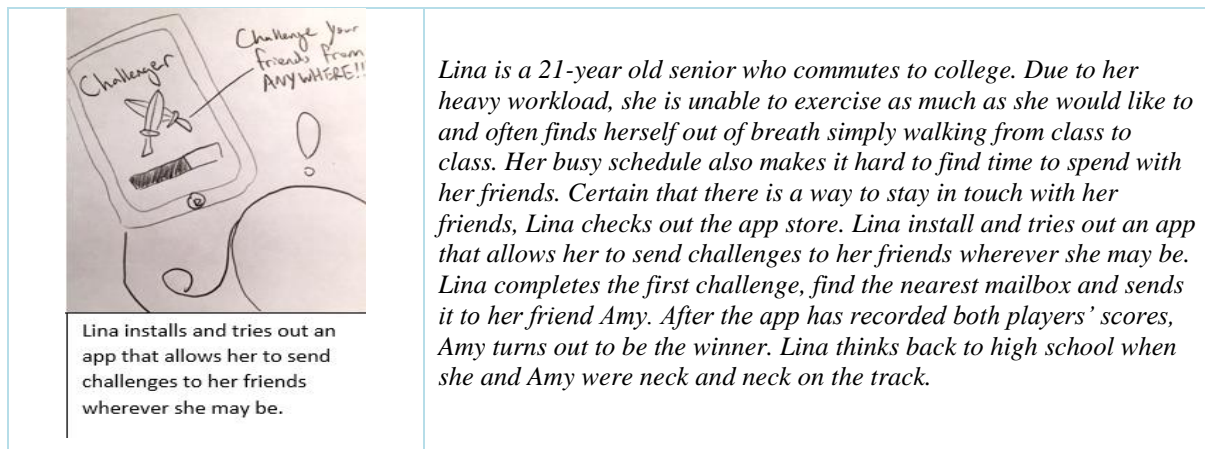 Challenge your
friends from
ANYWHERE!!
Challenger
Lina installs and tries out an
app that allows her to send
challenges to her friends
wherever she may be.
Lina is a 21-year old senior who commutes to college. Due to her
heavy workload, she is unable to exercise as much as she would like to
and often finds herself out of breath simply walking from class to
class. Her busy schedule also makes it hard to find time to spend with
her friends. Certain that there is a way to stay in touch with her
friends, Lina checks out the app store. Lina install and tries out an app
that allows her to send challenges to her friends wherever she may be.
Lina completes the first challenge, find the nearest mailbox and sends
it to her friend Amy. After the app has recorded both players’ scores,
Amy turns out to be the winner. Lina thinks back to high school when
she and Amy were neck and neck on the track.